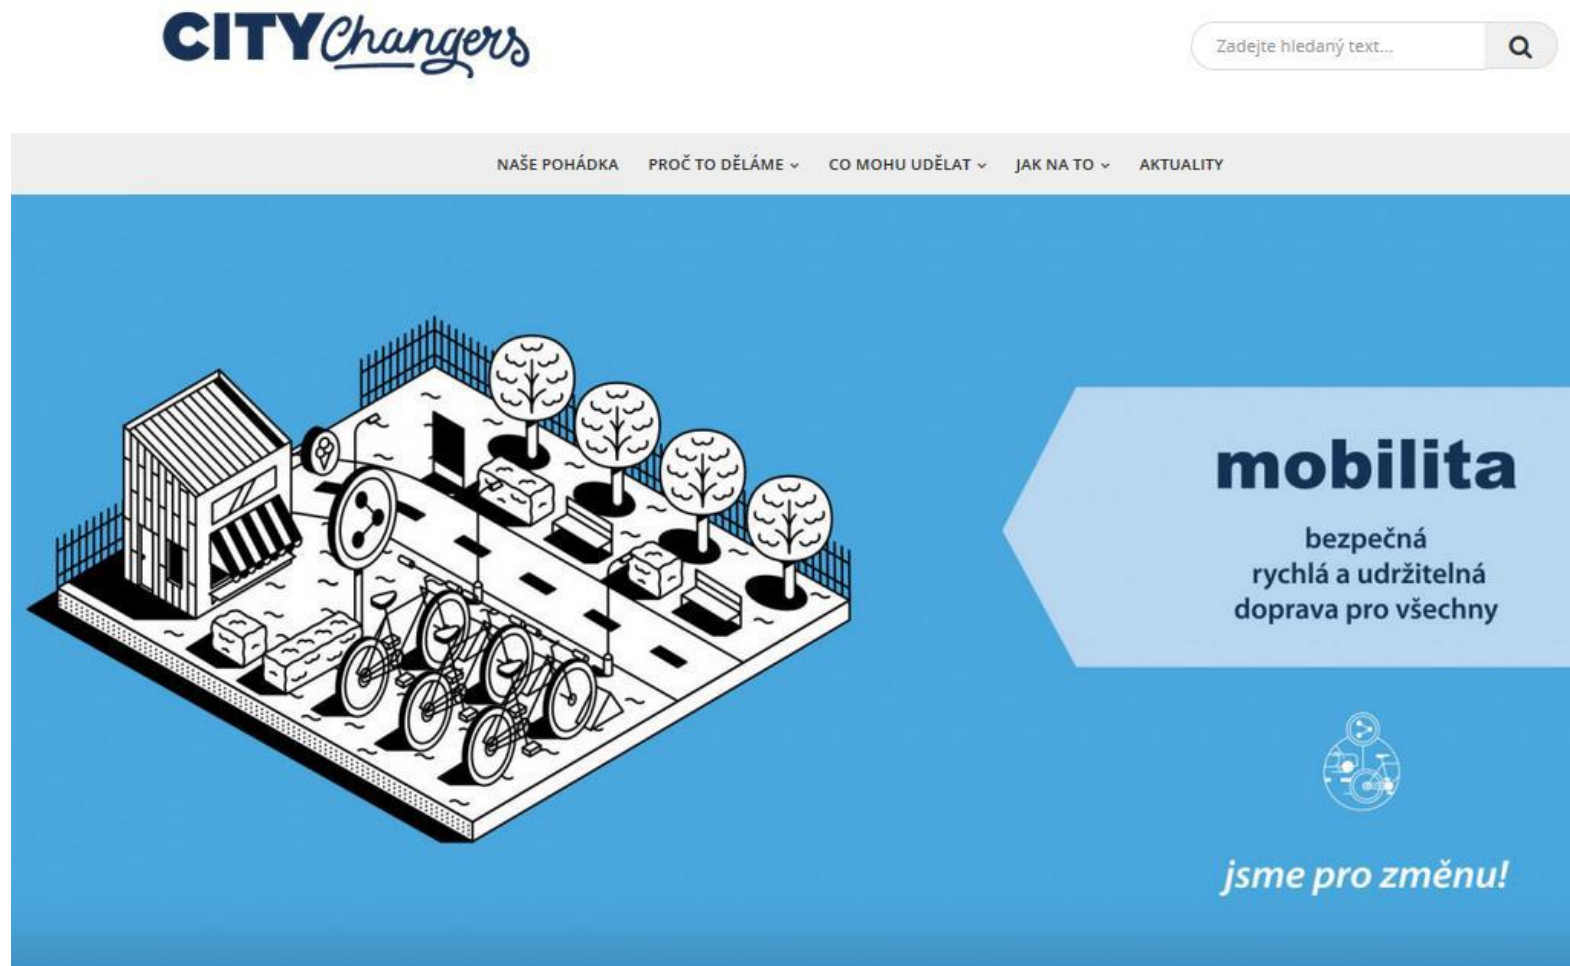 CITY Changers
Zadejte hledaný text...
NAŠE POHÁDKA PROČ TO DĚLÁME CO MOHU UDĚLAT JAK NA TO AKTUALITY
mobilita
bezpečná
rychlá a udržitelná
doprava pro všechny
jsme pro změnu!